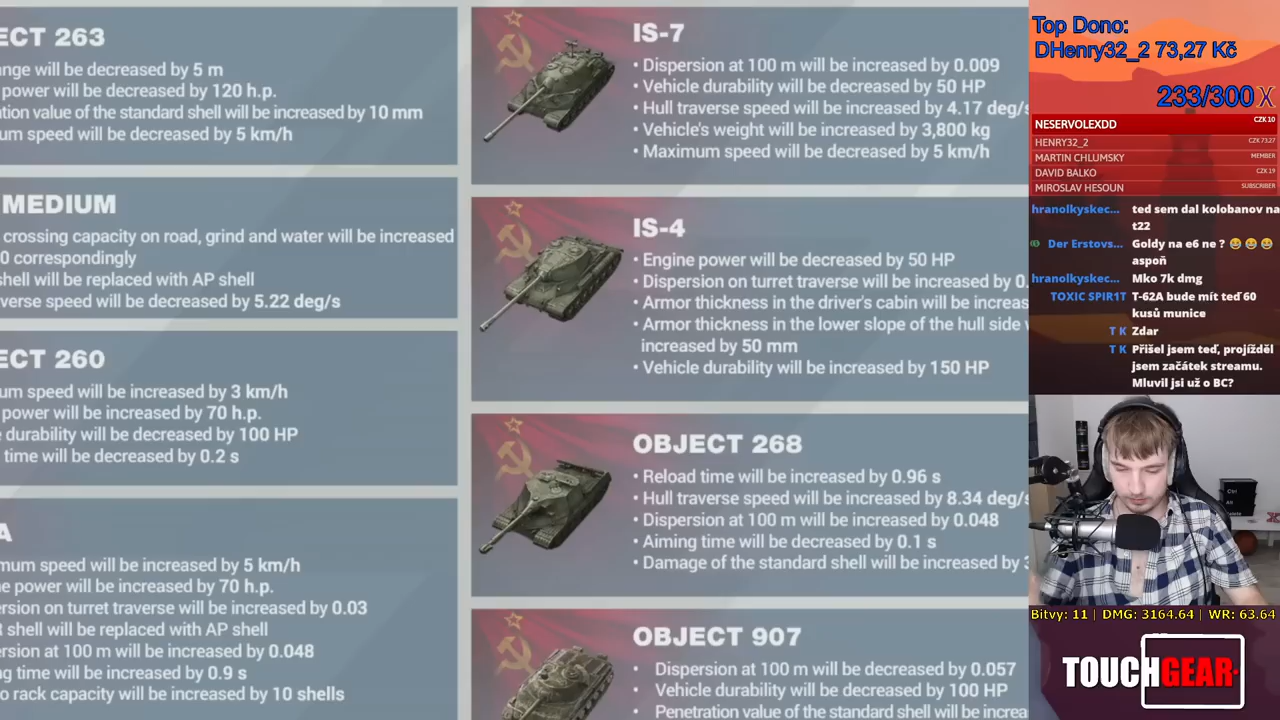 ECT 263
ange will be decreased by 5 m
power will be decreased by 120 h.p.
ation value of the standard shell will be increased by 10 mm
um speed will be decreased by 5 km/h
MEDIUM
crossing capacity on road, grind and water will be increased
0 correspondingly
shell will be replaced with AP shell
verse speed will be decreased by 5.22 deg/s
ECT 260
um speed will be increased by 3 km/h
power will be increased by 70 h.p.
e durability will be decreased by 100 HP
time will be decreased by 0.2 s
A
mum speed will be increased by 5 km/h
ne power will be increased by 70 h.p.
ersion on turret traverse will be increased by 0.03
t shell will be replaced with AP shell
ersion at 100 m will be increased by 0.048
ng time will be increased by 0.9 s
o rack capacity will be increased by 10 shells
IS-7
• Dispersion at 100 m will be increased by 0.009
• Vehicle durability will be decreased by 50 HP
• Hull traverse speed will be increased by 4.17 deg/s
• Vehicle's weight will be increased by 3,800 kg
• Maximum speed will be decreased by 5 km/h
IS-4
• Engine power will be decreased by 50 HP
• Dispersion on turret traverse will be increased by 0.
• Armor thickness in the driver's cabin will be increas
• Armor thickness in the lower slope of the hull side w
increased by 50 mm
• Vehicle durability will be increased by 150 HP
OBJECT 268
• Reload time will be increased by 0.96 s
• Hull traverse speed will be increased by 8.34 deg/s
• Dispersion at 100 m will be increased by 0.048
• Aiming time will be decreased by 0.1 s
• Damage of the standard shell will be increased by 3
OBJECT 907
• Dispersion at 100 m will be decreased by 0.057
• Vehicle durability will be decreased by 100 HP
• Penetration value of the standard shell will be increa
Top Dono:
DHenry32_2 73,27 Kč
233/300 X
NESERVOLEXDD CZK 10
HENRY32_2 CZK 73.27
MARTIN CHLUMSKY MEMBER
DAVID BALKO CZK 19
MIROSLAV HESOUN SUBSCRIBER
hranolkyskec... ted sem dal kolobanov na
t22
Der Erstovs... Goldy na e6 ne ? 😂 😂 😂
aspoň
hranolkyskec... Mko 7k dmg
TOXIC SPIR1T T-62A bude mít teď 60
kusů munice
T K Zdar
T K Přišel jsem teď, projížděl
jsem začátek streamu.
Mluvil jsi už o BC?
Ctrl
Alt
Delete
Bitvy: 11 | DMG: 3164.64 | WR: 63.64
TOUCHGEAR